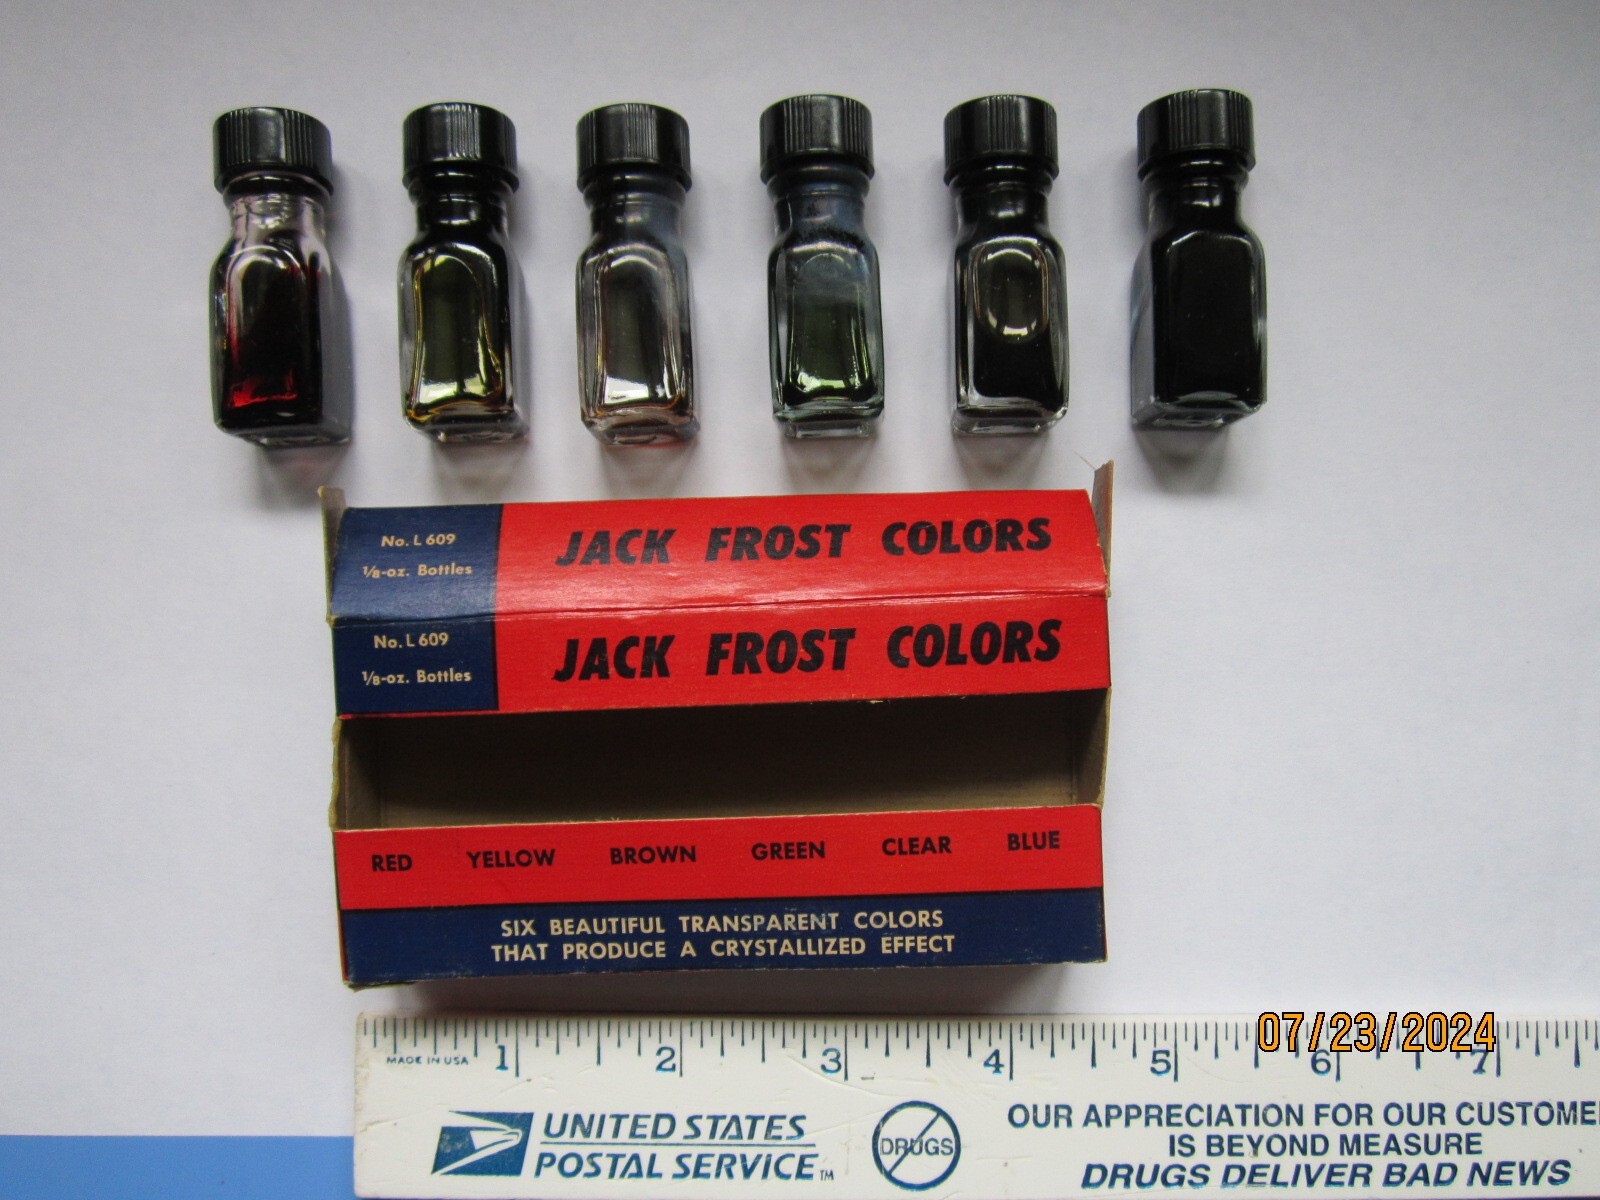 No. L 609
JACK FROST COLORS
1/8-oz. Bottles
No. L 609
JACK FROST COLORS
1/8-oz. Bottles
RED YELLOW BROWN GREEN CLEAR BLUE
SIX BEAUTIFUL TRANSPARENT COLORS
THAT PRODUCE A CRYSTALLIZED EFFECT
07/23/2024
MADE IN USA 1 2 3 4 5 6 7
UNITED STATES
POSTAL SERVICE™
DRUGS
OUR APPRECIATION FOR OUR CUSTOME
IS BEYOND MEASURE
DRUGS DELIVER BAD NEWS